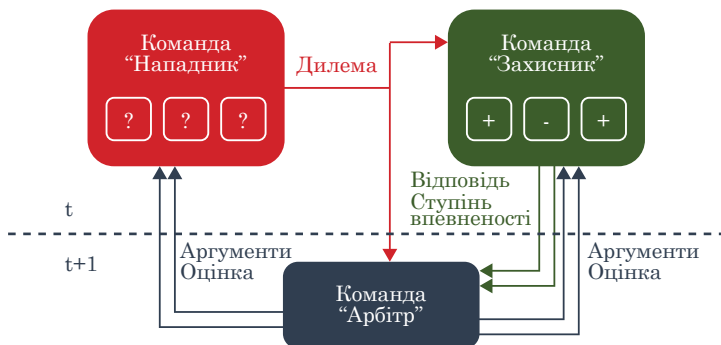 Команда
“Нападник”
? ? ?
Дилема
Команда
“Захисник”
+ - +
Відповідь
Ступінь
впевненості
t
t+1
Аргументи
Оцінка
Аргументи
Оцінка
Команда
“Арбітр”